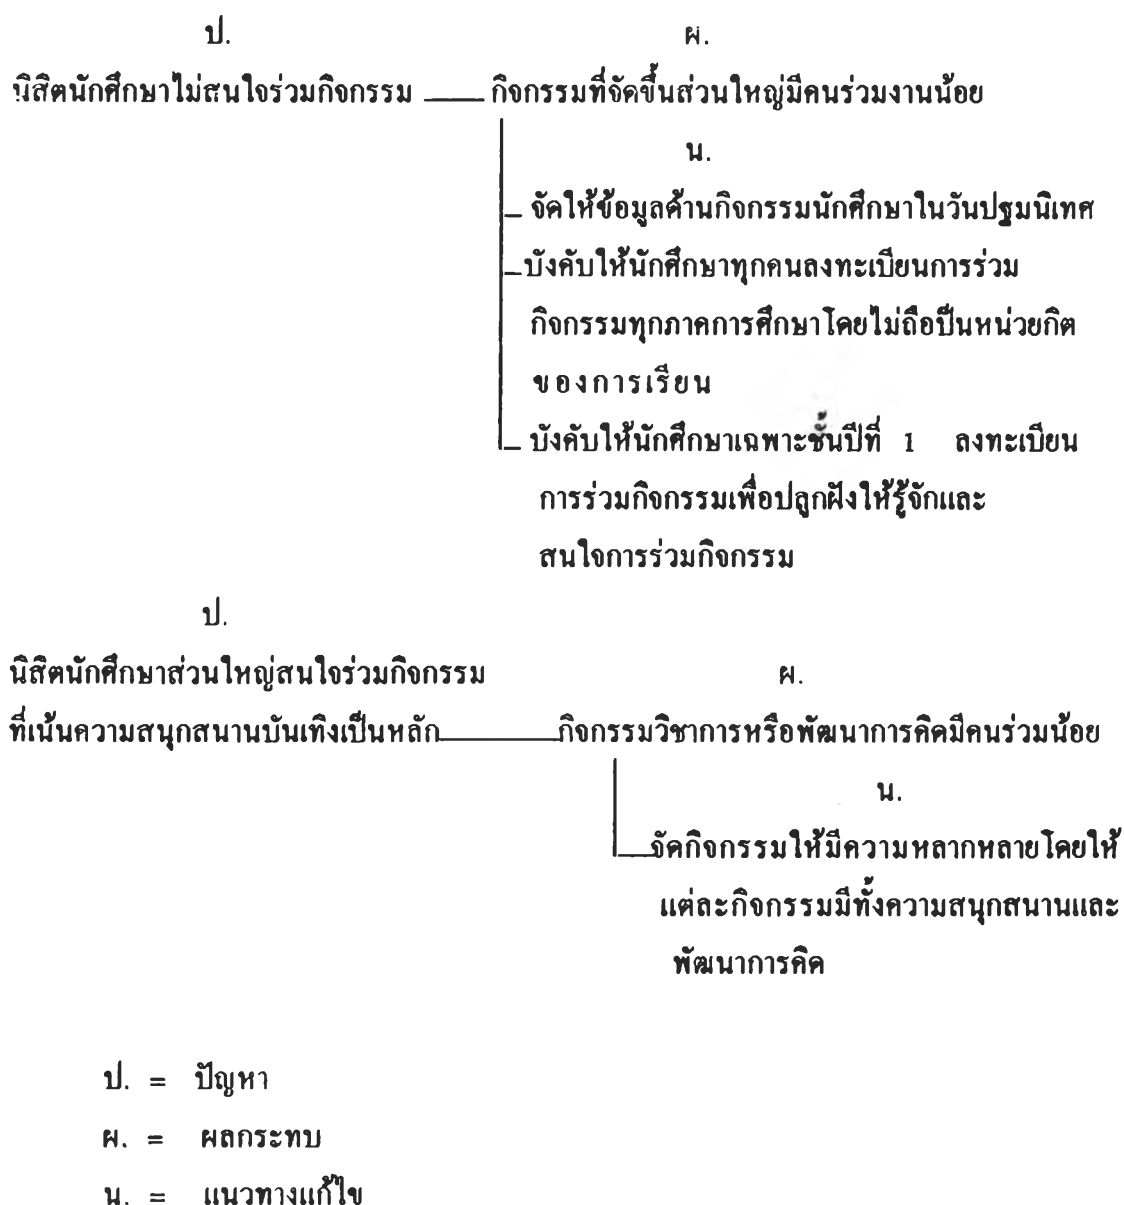 ป. ผ.
นิสิตนักศึกษาไม่สนใจร่วมกิจกรรม กิจกรรมที่จัดขึ้นส่วนใหญ่มีคนร่วมงานน้อย
น.
จัดให้ข้อมูลด้านกิจกรรมนักศึกษาในวันปฐมนิเทศ
บังคับให้นักศึกษาทุกคนลงทะเบียนการร่วม
กิจกรรมทุกภาคการศึกษาโดยไม่ถือป็นหน่วยกิต
ของการเรียน
บังคับให้นักศึกษาเฉพาะชั้นปีที่ 1 ลงทะเบียน
การร่วมกิจกรรมเพื่อปลูกฝังให้รู้จักและ
สนใจการร่วมกิจกรรม
ป.
นิสิตนักศึกษาส่วนใหญ่สนใจร่วมกิจกรรม ผ.
ที่เน้นความสนุกสนานบันเทิงเป็นหลัก กิจกรรมวิชาการหรือพัฒนาการคิดมีคนร่วมน้อย
น.
จัดกิจกรรมให้มีความหลากหลายโดยให้
แต่ละกิจกรรมมีทั้งความสนุกสนานและ
พัฒนาการคิด
ป. = ปัญหา
ผ. = ผลกระทบ
น. = แนวทางแก้ไข